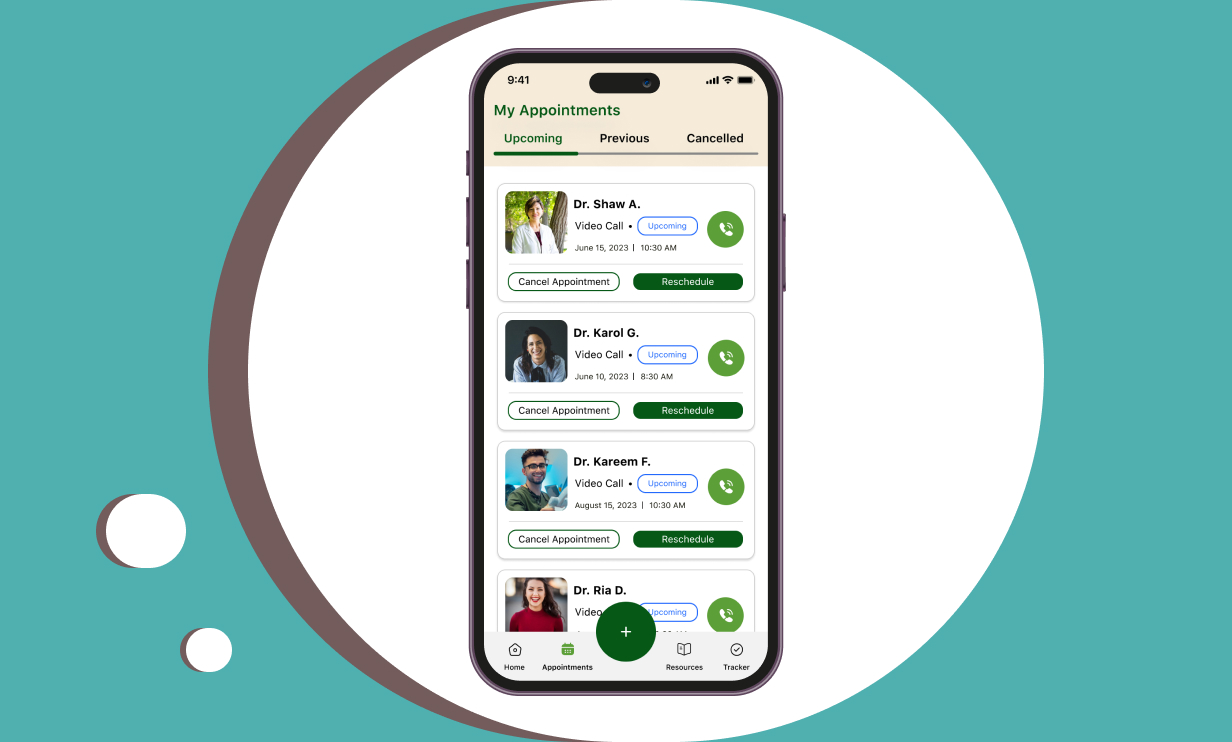 9:41
My Appointments
Upcoming Previous Cancelled
Dr. Shaw A.
Video Call • Upcoming
June 15, 2023 | 10:30 AM
Cancel Appointment Reschedule
Dr. Karol G.
Video Call • Upcoming
June 10, 2023 | 8:30 AM
Cancel Appointment Reschedule
Dr. Kareem F.
Video Call • Upcoming
August 15, 2023 | 10:30 AM
Cancel Appointment Reschedule
Dr. Ria D.
Video Upcoming
+
Home Appointments Resources Tracker